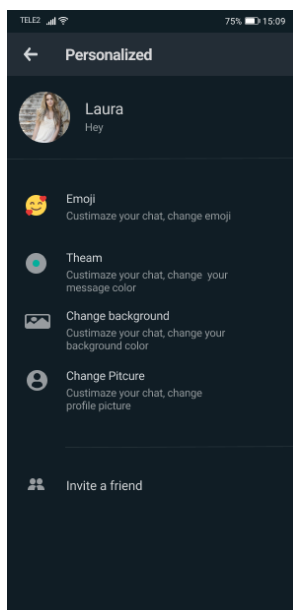 TELE2 75% 15:09
Personalized
Laura
Hey
Emoji
Custimaze your chat, change emoji
Theam
Custimaze your chat, change your
message color
Change background
Custimaze your chat, change your
background color
Change Pitcure
Custimaze your chat, change
profile picture
Invite a friend